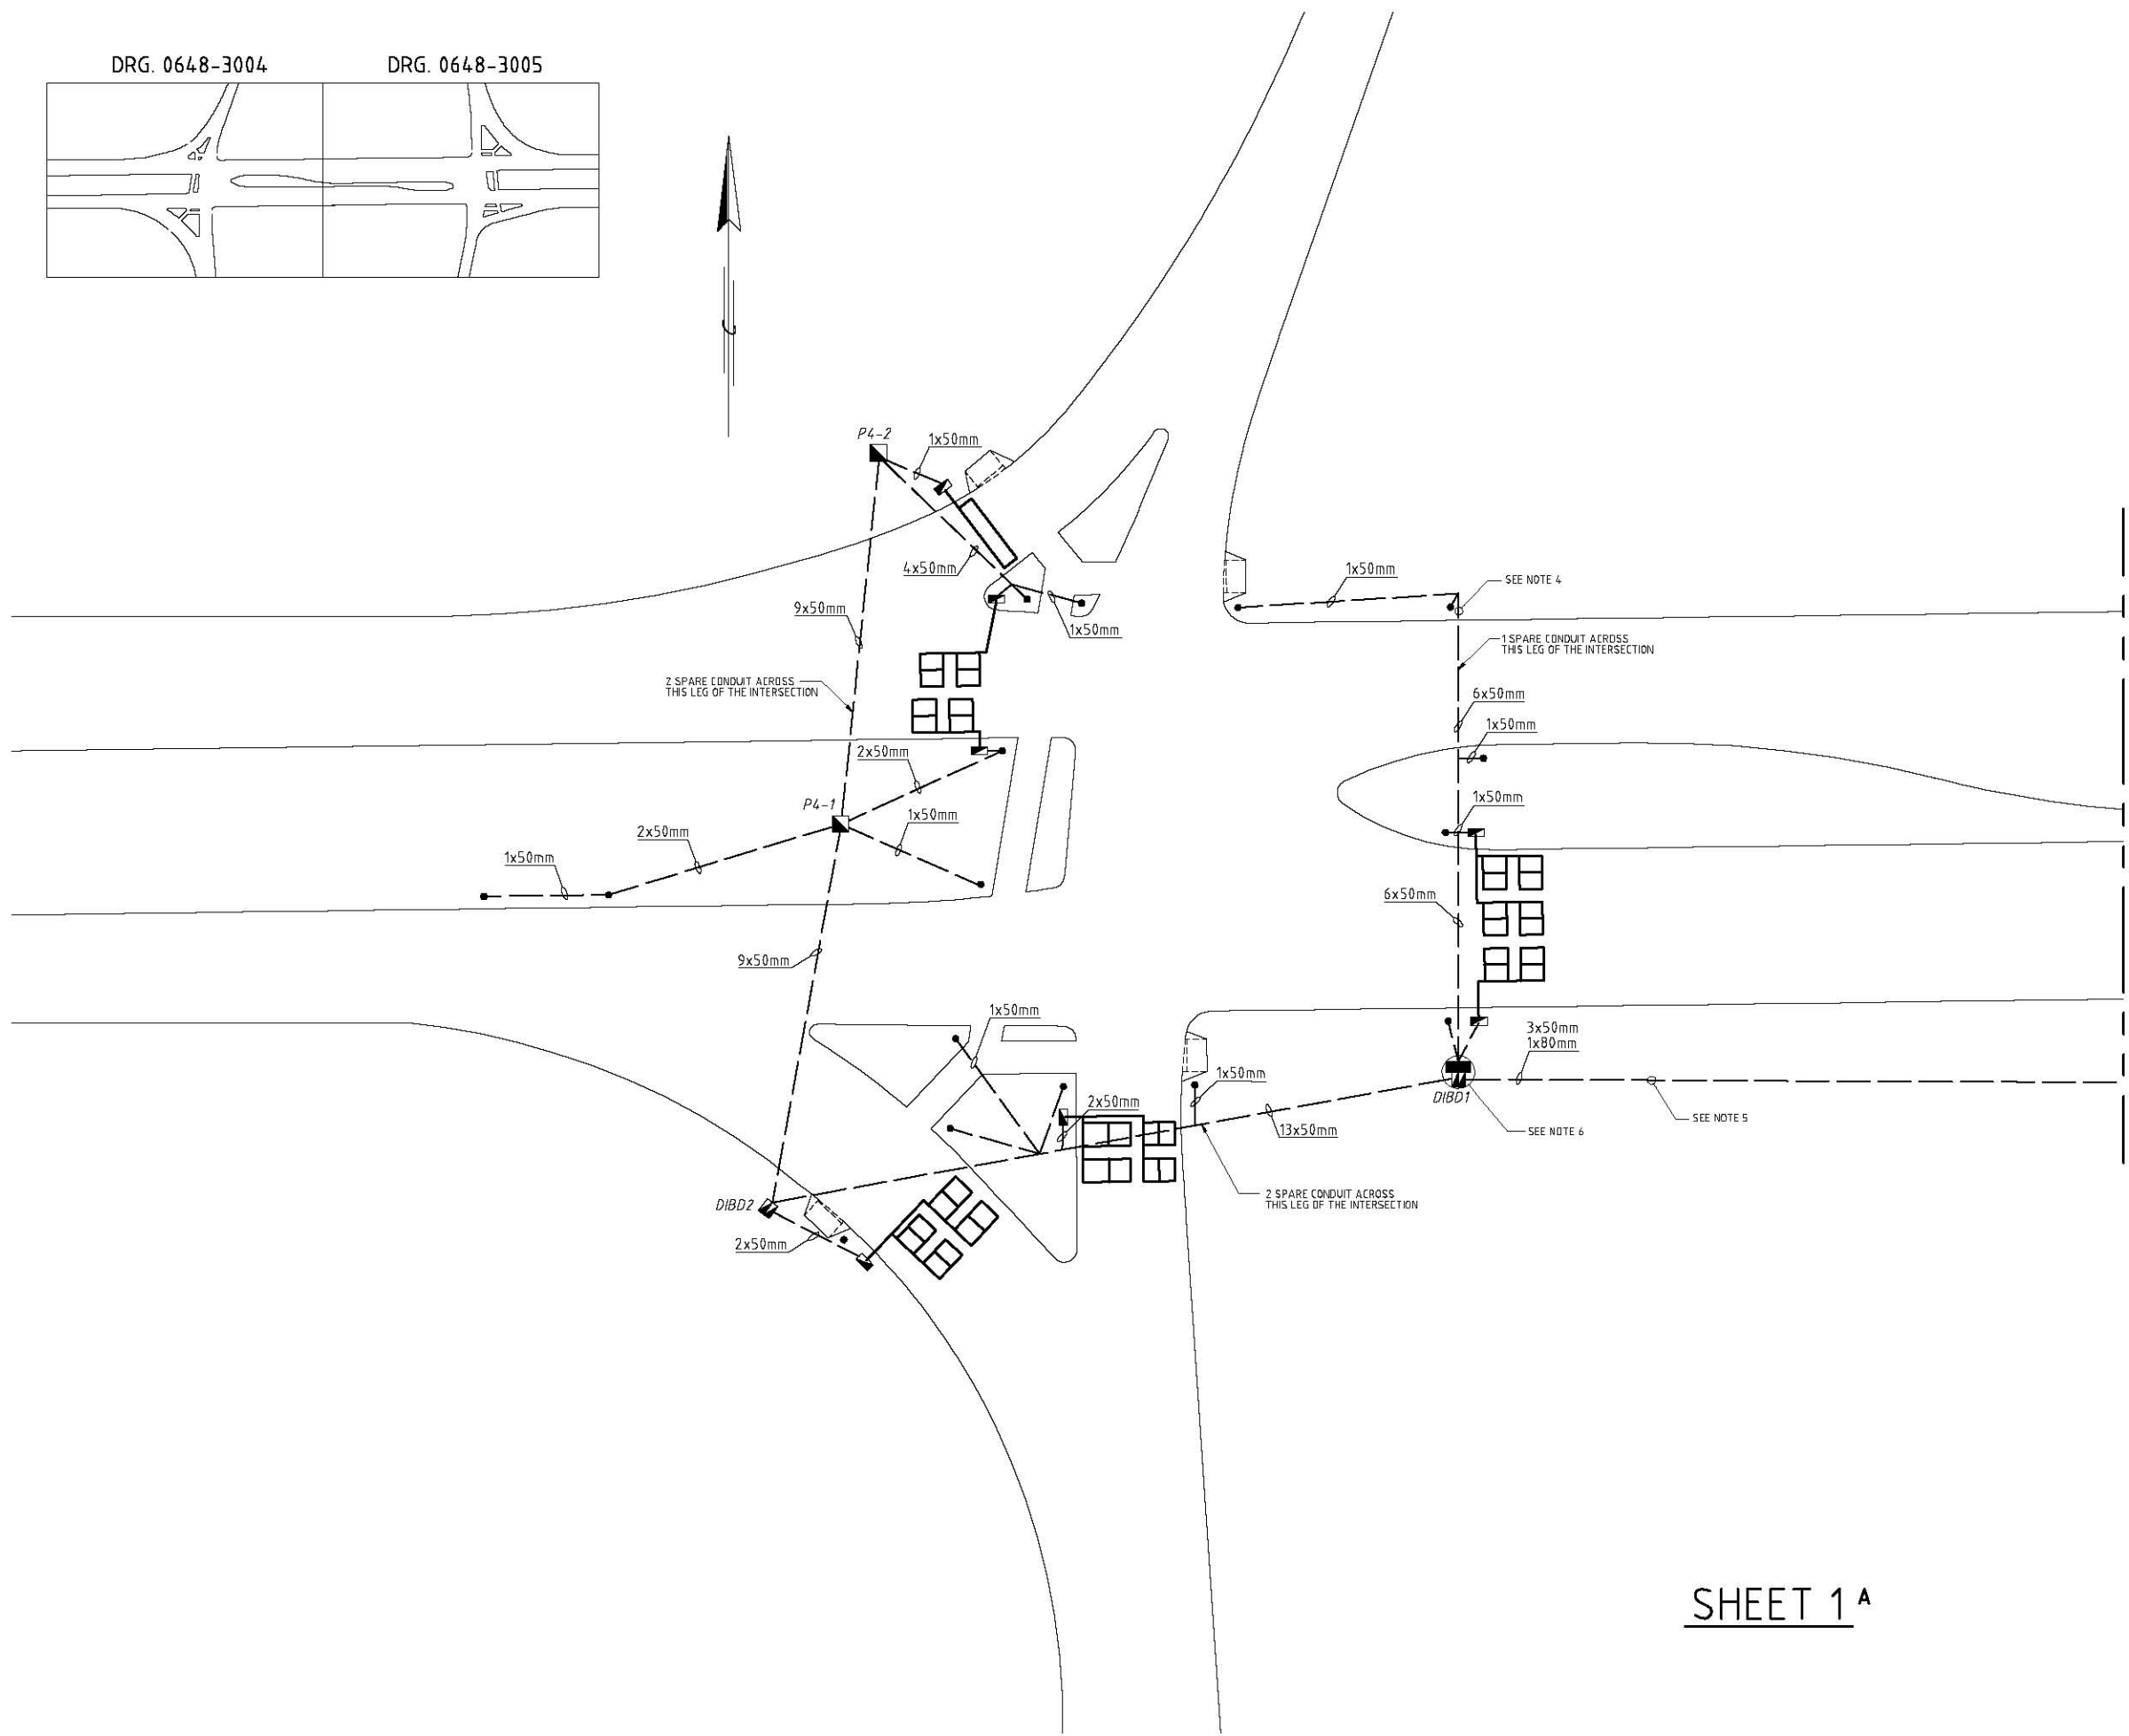 DRG. 0648-3004
DRG. 0648-3005
P4-2
1x50mm
4x50mm
9x50mm
1x50mm
1x50mm
SEE NOTE 4
1 SPARE CONDUIT ACROSS
THIS LEG OF THE INTERSECTION
2 SPARE CONDUIT ACROSS
THIS LEG OF THE INTERSECTION
6x50mm
1x50mm
2x50mm
P4-1
1x50mm
1x50mm
2x50mm
1x50mm
6x50mm
9x50mm
1x50mm
3x50mm
1x80mm
1x50mm
DIBD1
2x50mm
SEE NOTE 5
13x50mm
SEE NOTE 6
DIBD2
2 SPARE CONDUIT ACROSS
THIS LEG OF THE INTERSECTION
2x50mm
SHEET 1 A